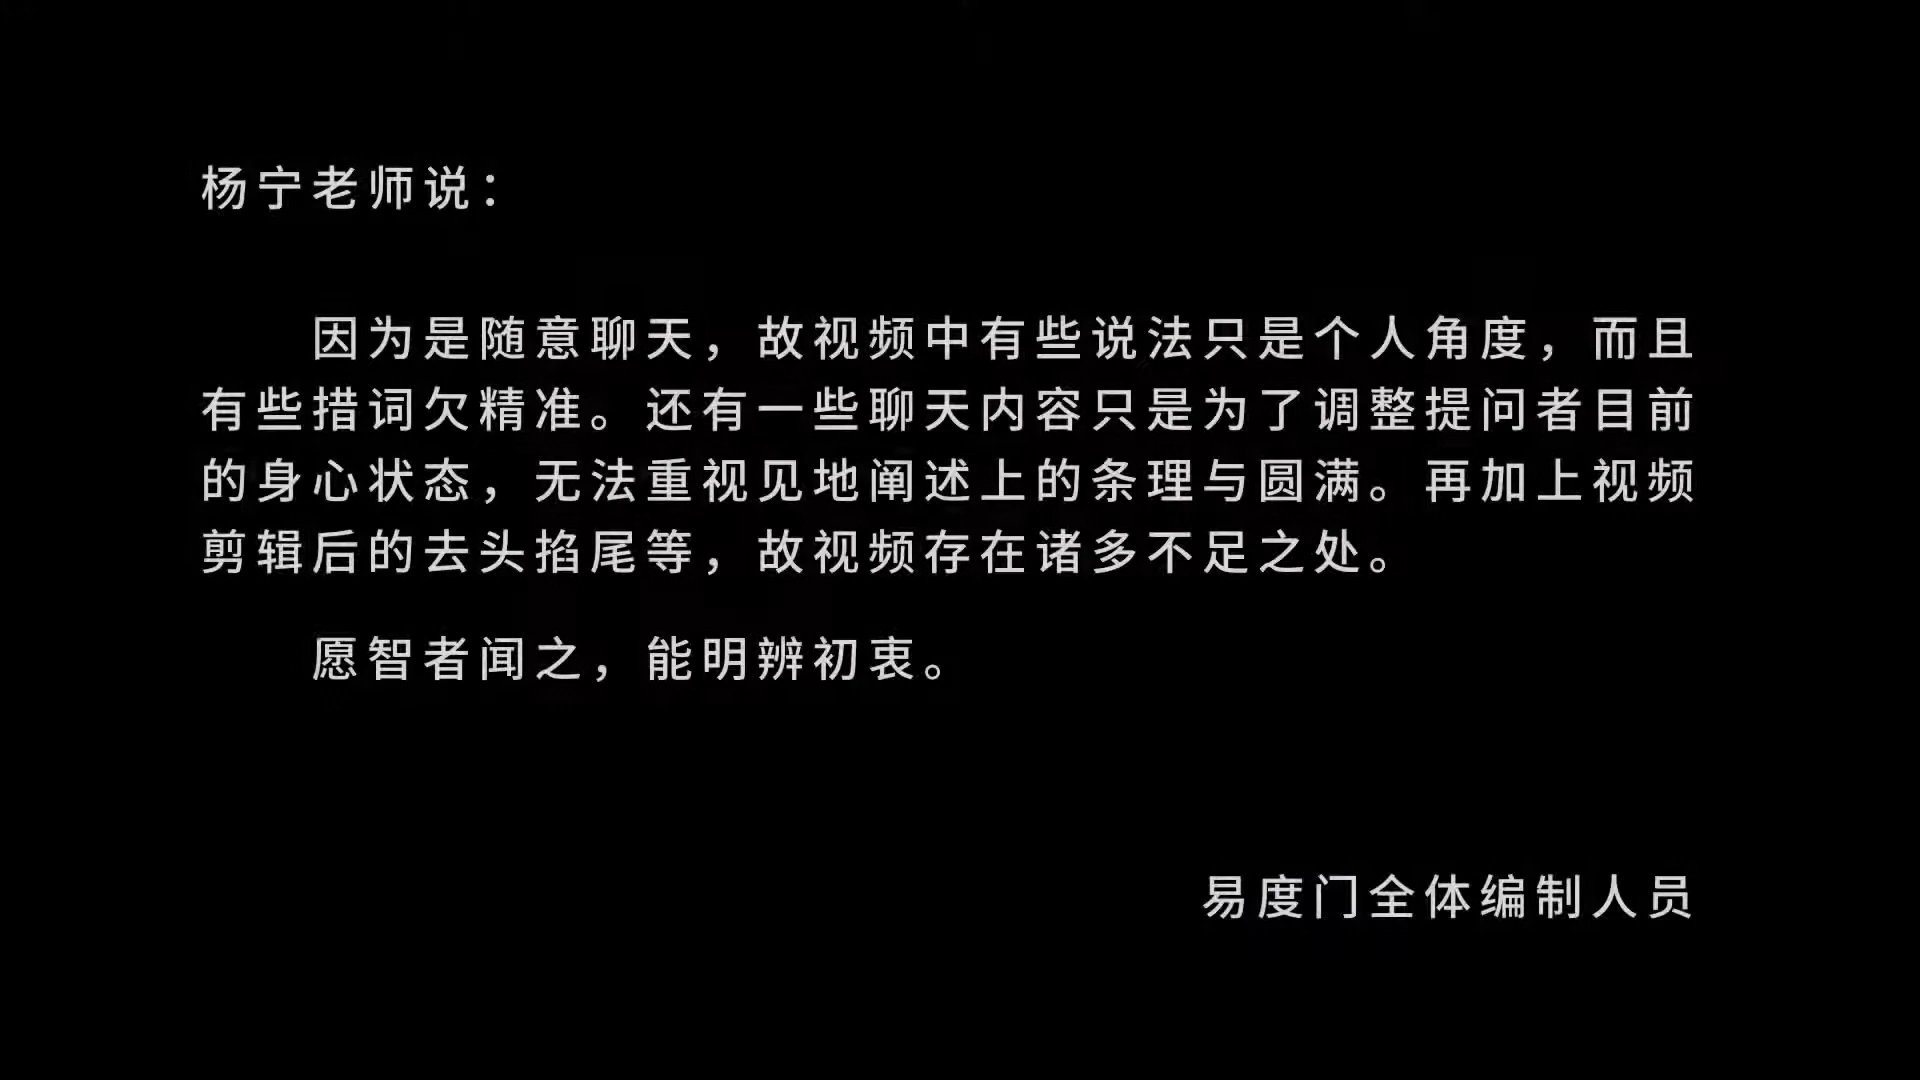 杨宁老师说：
因为是随意聊天，故视频中有些说法只是个人角度，而且
有些措词欠精准。还有一些聊天内容只是为了调整提问者目前
的身心状态，无法重视见地阐述上的条理与圆满。再加上视频
剪辑后的去头掐尾等，故视频存在诸多不足之处。
愿智者闻之，能明辨初衷。
易度门全体编制人员